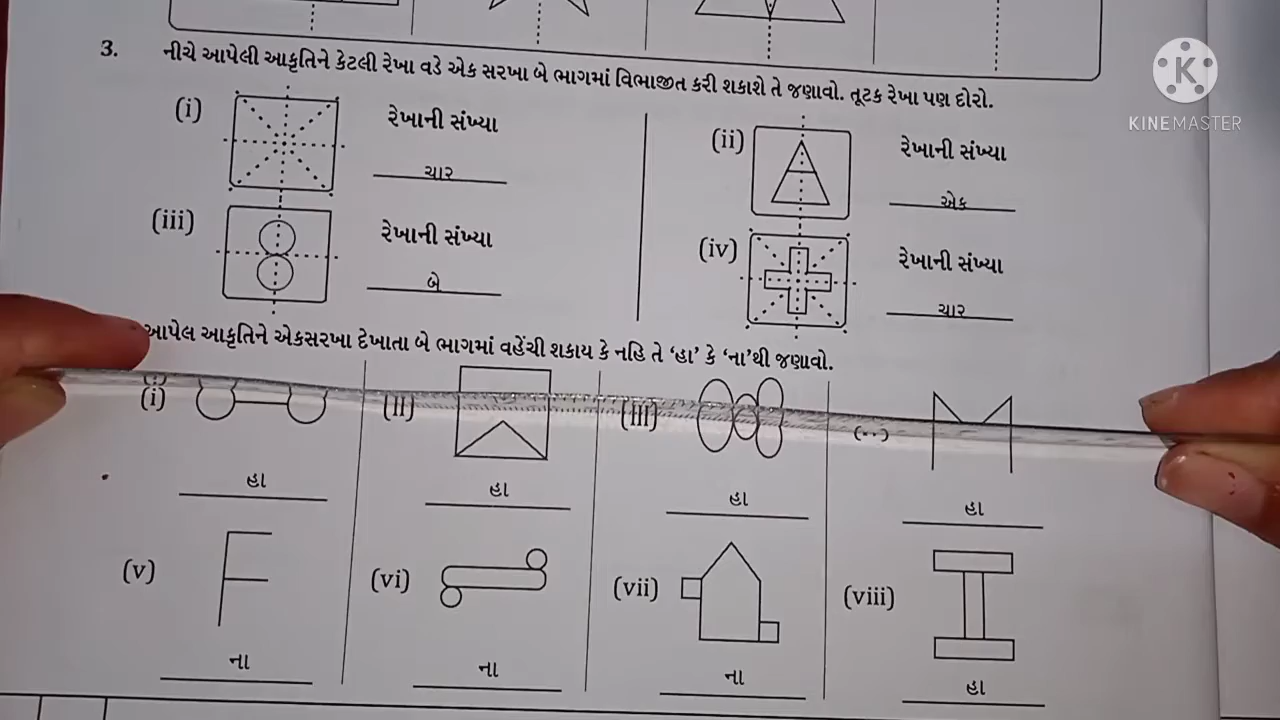 3. નીચે આપેલી આકૃતિને કેટલી રેખા વડે એક સરખા બે ભાગમાં વિભાજીત કરી શકાશે તે જણાવો. તૂટક રેખા પણ દોરો.
K
KINEMASTER
(i) રેખાની સંખ્યા
ચાર
(ii) રેખાની સંખ્યા
એક
(iii) રેખાની સંખ્યા
બે
(iv) રેખાની સંખ્યા
ચાર
આપેલ આકૃતિને એકસરખા દેખાતા બે ભાગમાં વહેંચી શકાય કે નહિ તે ‘હા’ કે ‘ના’થી જણાવો.
(i) (ii) (iii)
હા હા હા હા
(v) (vi) (vii) (viii)
ના ના ના હા